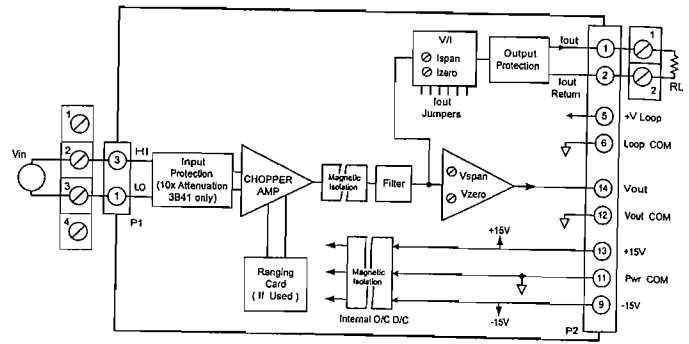 V/I
Ispan
Izero
Iout
Jumpers
Output
Protection
Iout
Iout
Return
1
2
1
2
RL
5
+V Loop
6
Loop COM
14
Vout
12
Vout COM
13
+15V
11
Pwr COM
9
-15V
P2
Vin
1
2
3
4
3
1
HI
LO
P1
Input
Protection
(10x Attenuation
3B41 only)
CHOPPER
AMP
Magnetic
Isolation
Filter
Vspan
Vzero
Ranging
Card
( If Used )
Magnetic
Isolation
+15V
-15V
Internal O/C D/C